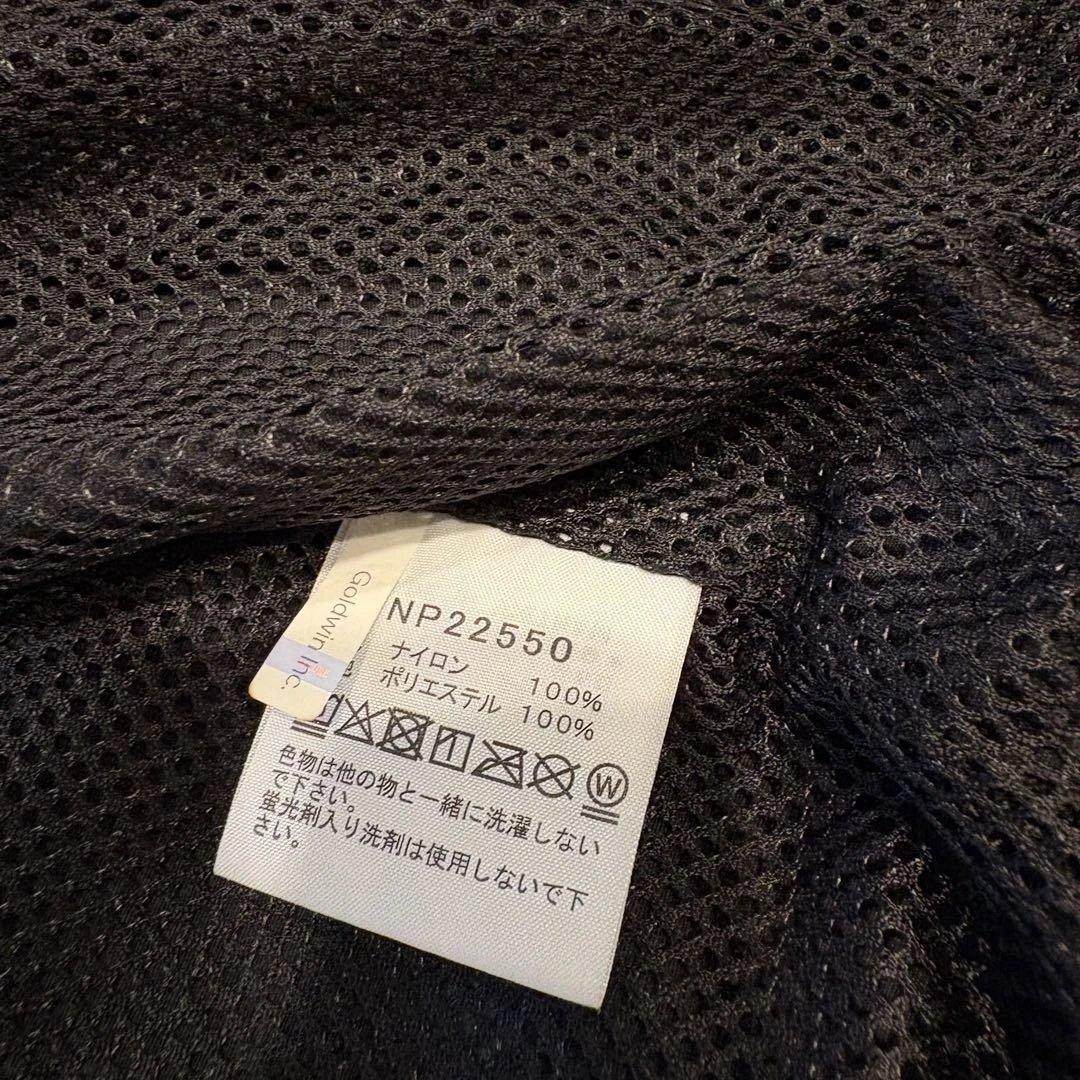 Goldwin Inc.
NP22550
ナイロン 100%
ポリエステル 100%
W
色物は他の物と一緒に洗濯しない
で下さい。
蛍光剤入り洗剤は使用しないで下
さい。